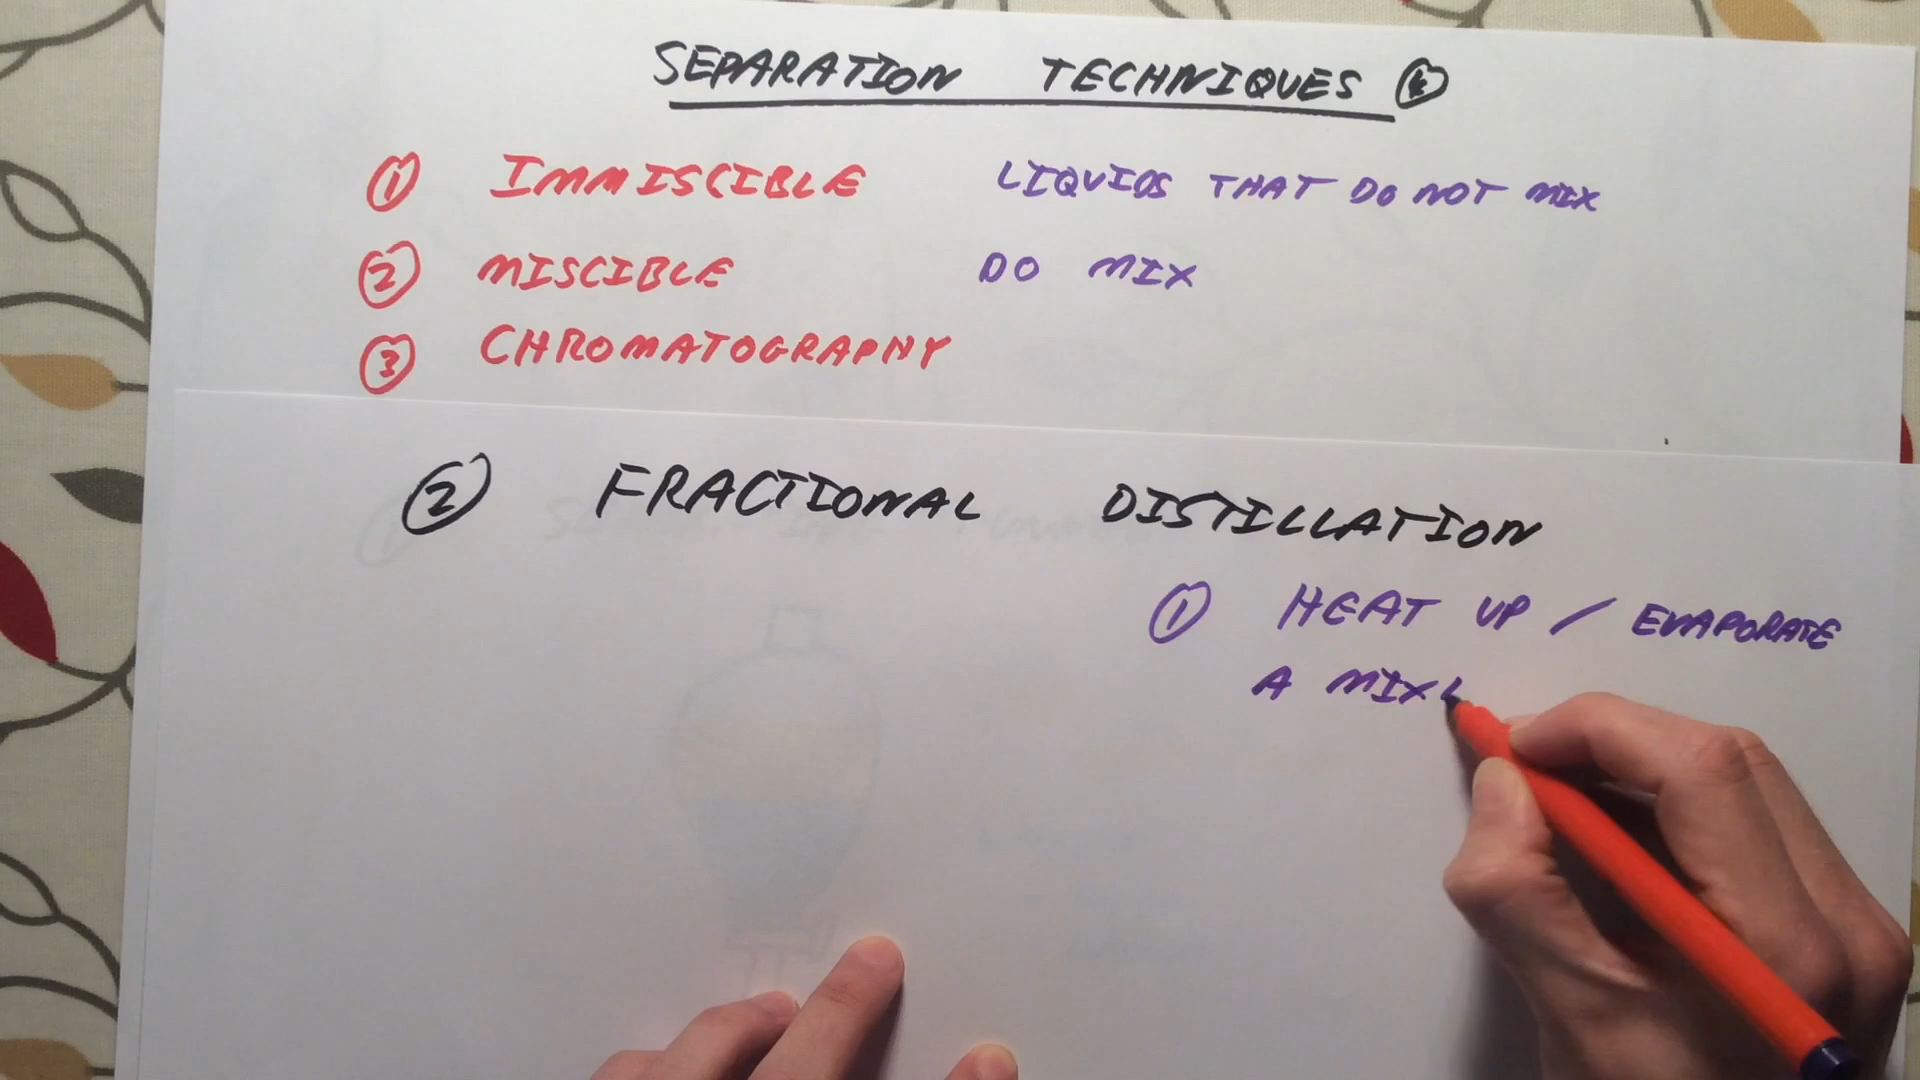 SEPARATION TECHNIQUES
① IMMISCIBLE LIQUIDS THAT DO NOT MIX
② MISCIBLE DO MIX
③ CHROMATOGRAPHY
② FRACTIONAL DISTILLATION
① HEAT UP / EVAPORATE
A MIX